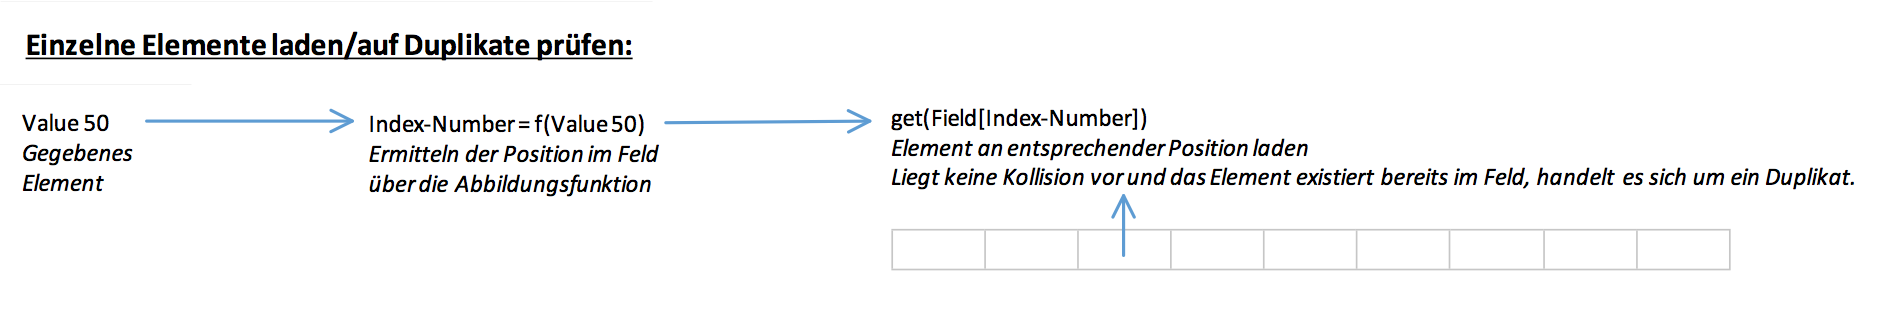 Einzelne Elemente laden/auf Duplikate prüfen:
Value 50
Gegebenes
Element
Index-Number = f(Value 50)
Ermitteln der Position im Feld
über die Abbildungsfunktion
get(Field[Index-Number])
Element an entsprechender Position laden
Liegt keine Kollision vor und das Element existiert bereits im Feld, handelt es sich um ein Duplikat.